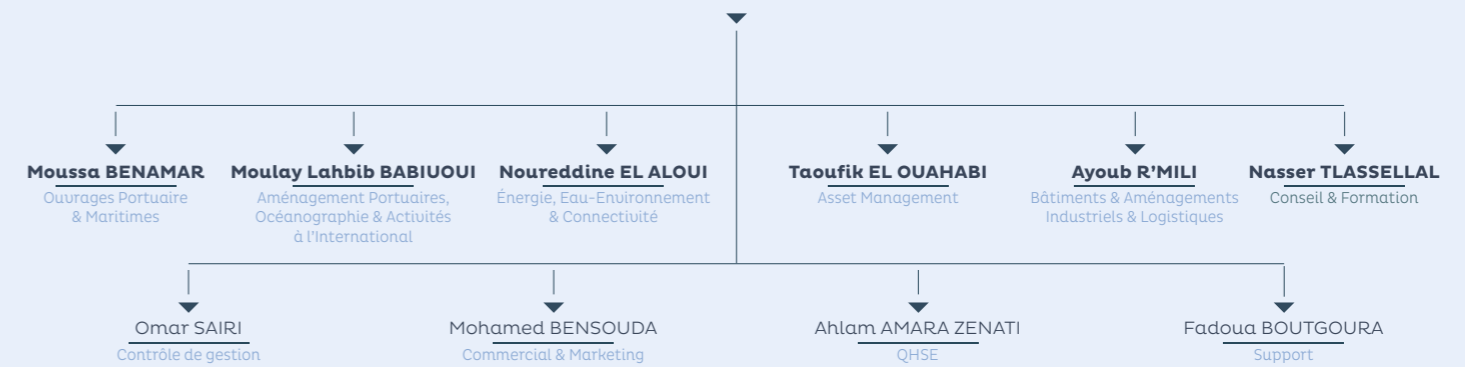 Moussa BENAMAR
Ouvrages Portuaire
& Maritimes
Moulay Lahbib BABIUOUI
Aménagement Portuaires,
Océanographie & Activités
à l'International
Noureddine EL ALOUI
Énergie, Eau-Environnement
& Connectivité
Taoufik EL OUAHABI
Asset Management
Ayoub R'MILI
Bâtiments & Aménagements
Industriels & Logistiques
Nasser TLASSELLAL
Conseil & Formation
Omar SAIRI
Contrôle de gestion
Mohamed BENSOUDA
Commercial & Marketing
Ahlam AMARA ZENATI
QHSE
Fadoua BOUTGOURA
Support